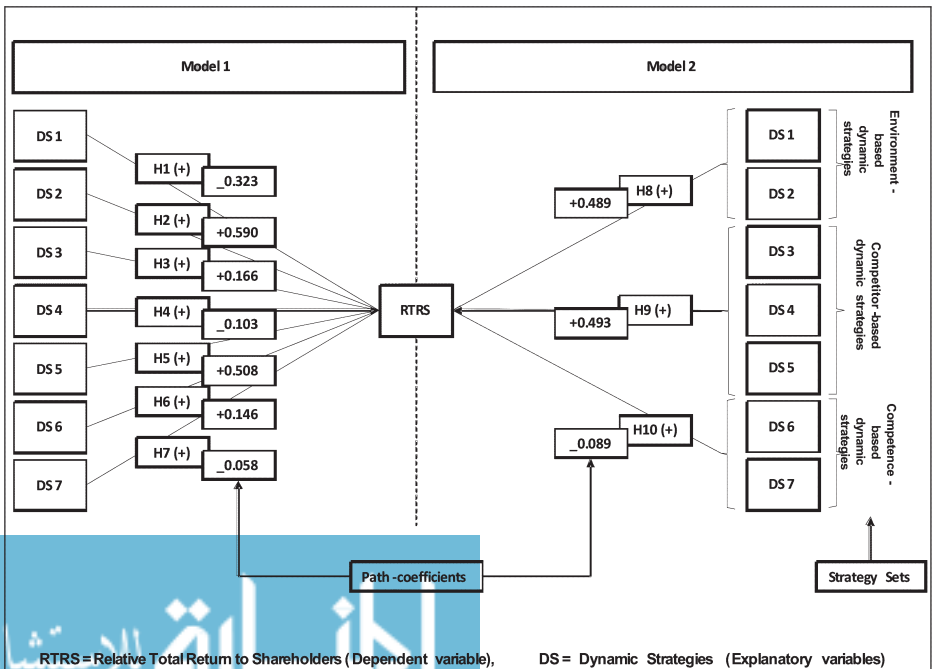 Model 1
Model 2
DS 1
DS 2
DS 3
DS 4
DS 5
DS 6
DS 7
H1 (+)
_0.323
H2 (+)
+0.590
H3 (+)
+0.166
H4 (+)
_0.103
H5 (+)
+0.508
H6 (+)
+0.146
H7 (+)
_0.058
RTRS
H8 (+)
+0.489
H9 (+)
+0.493
H10 (+)
_0.089
DS 1
DS 2
DS 3
DS 4
DS 5
DS 6
DS 7
Environment -
based
dynamic
strategies
Competitor -based
dynamic strategies
Competence -
based
dynamic
strategies
Path -coefficients
Strategy Sets
RTRS = Relative Total Return to Shareholders ( Dependent variable),
DS = Dynamic Strategies (Explanatory variables)